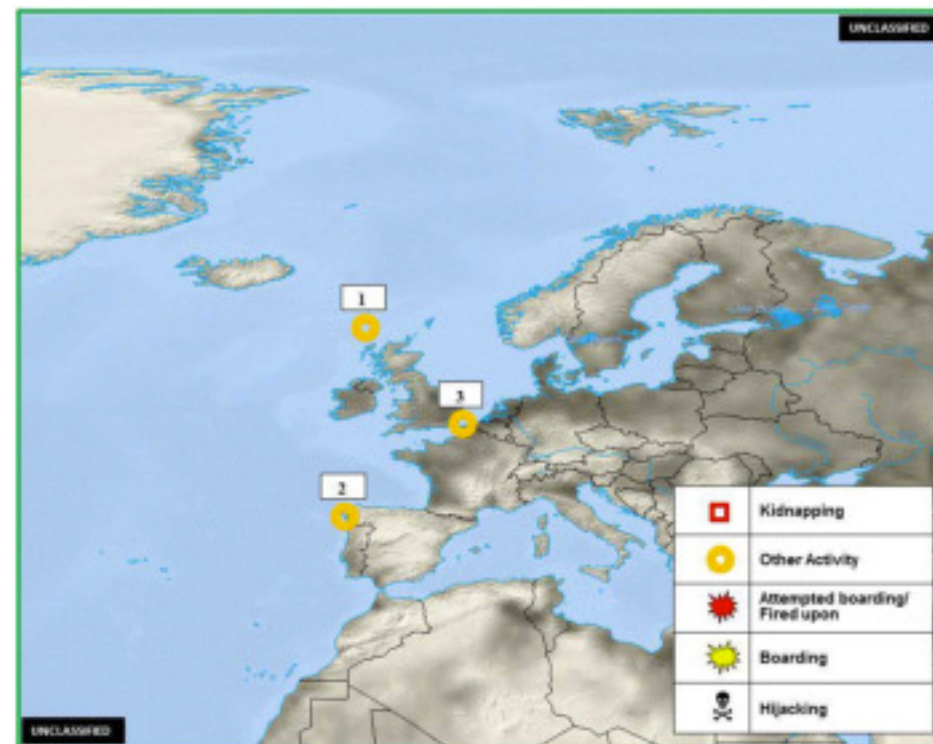 UNCLASSIFIED
1
3
2
Kidnapping
Other Activity
Attempted boarding/
Fired upon
Boarding
Hijacking
UNCLASSIFIED